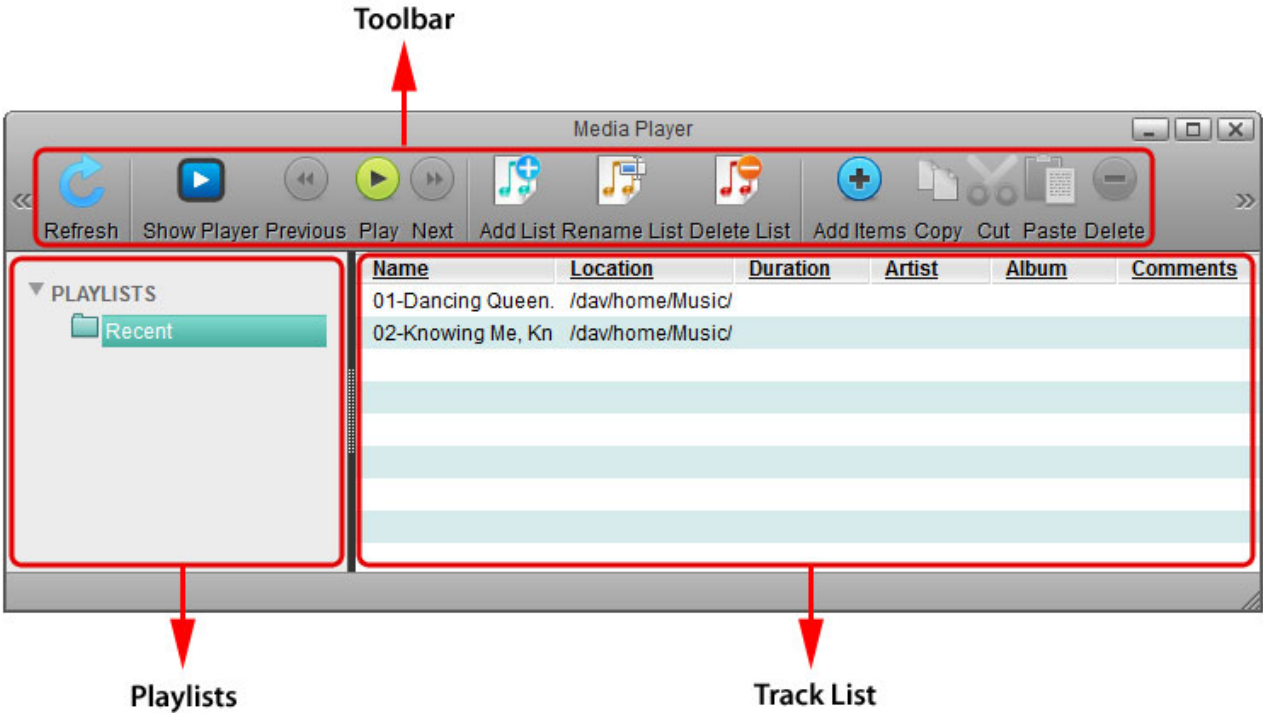 Toolbar
Media Player
Refresh Show Player Previous Play Next Add List Rename List Delete List Add Items Copy Cut Paste Delete
PLAYLISTS
Recent
Name Location Duration Artist Album Comments
01-Dancing Queen. /dav/home/Music/
02-Knowing Me, Kn /dav/home/Music/
Playlists
Track List